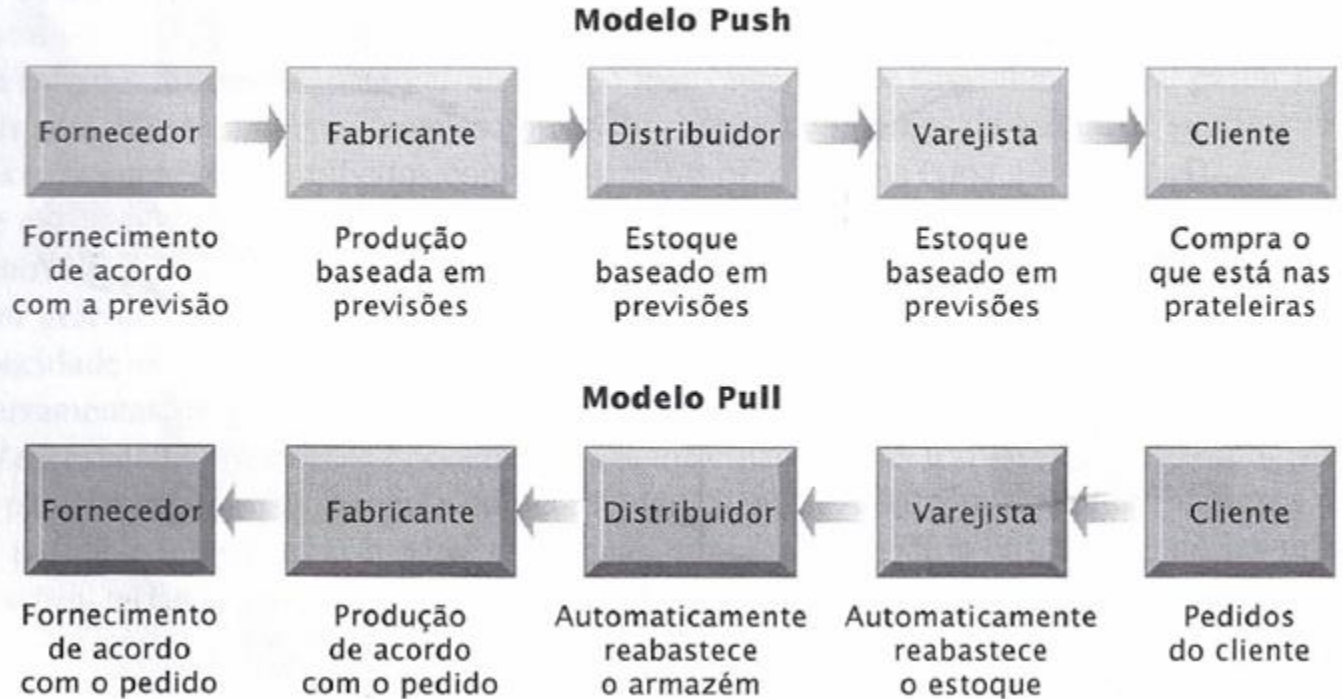 Modelo Push
Fornecedor
Fabricante
Distribuidor
Varejista
Cliente
Fornecimento
de acordo
com a previsão
Produção
baseada em
previsões
Estoque
baseado em
previsões
Estoque
baseado em
previsões
Compra o
que está nas
prateleiras
Modelo Pull
Fornecedor
Fabricante
Distribuidor
Varejista
Cliente
Fornecimento
de acordo
com o pedido
Produção
de acordo
com o pedido
Automaticamente
reabastece
o armazém
Automaticamente
reabastece
o estoque
Pedidos
do cliente